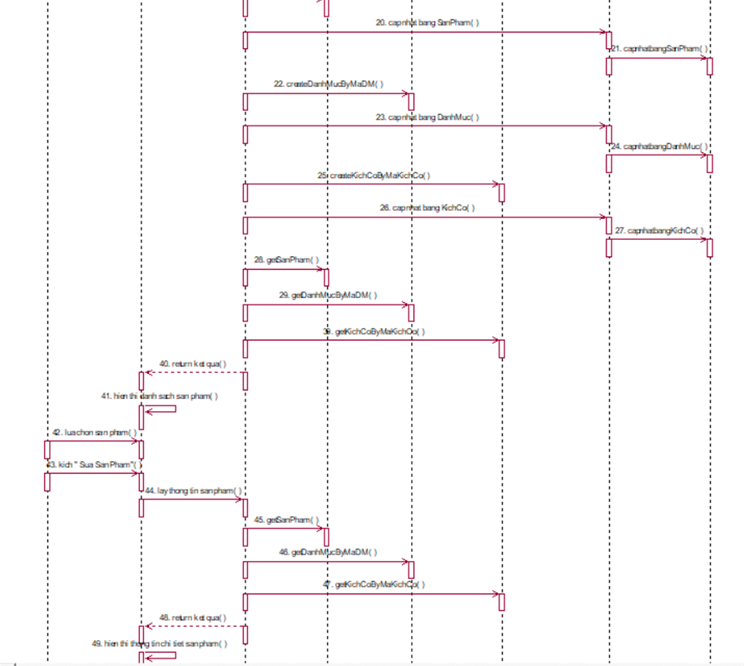 20. capnhat bang SanPham( )
21. capnhatbangSanPham( )
22. createDanhMucByMaDM( )
23. capnhat bang DanhMuc( )
24. capnhatbangDanhMuc( )
25. createKichCoByMaKichCo( )
26. capnhat bang KichCo( )
27. capnhatbangKichCo( )
28. getSanPham( )
29. getDanhMucByMaDM( )
39. getKichCoByMaKichCo( )
40. return ket qua( )
41. hien thi danh sach san pham( )
42. lua chon san pham( )
43. kich " Sua SanPham"( )
44. lay thong tin sanpham( )
45. getSanPham( )
46. getDanhMucByMaDM( )
47. getKichCoByMaKichCo( )
48. return ket qua( )
49. hien thi thong tin chi tiet sanpham( )